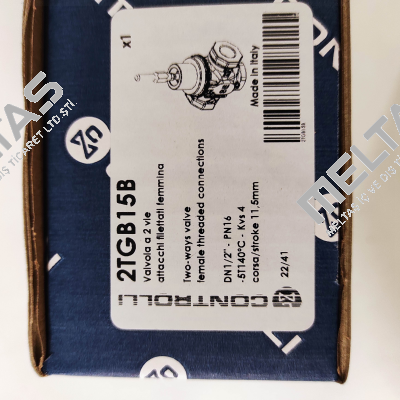 x1
Made in Italy
2TGB15B
Valvola a 2 vie
attacchi filettati femmina
Two-ways valve
female threaded connections
DN1/2" - PN16
-5T140°C - Kvs 4
corsa/stroke 11,5mm
22/41
CONTROLLI
MELTAS